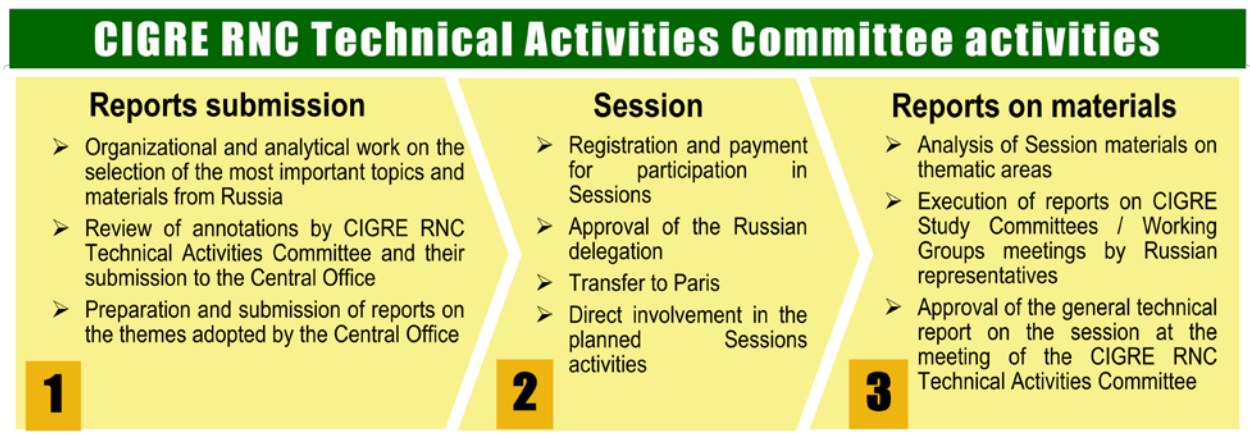 CIGRE RNC Technical Activities Committee activities
Reports submission
➢ Organizational and analytical work on the
selection of the most important topics and
materials from Russia
➢ Review of annotations by CIGRE RNC
Technical Activities Committee and their
submission to the Central Office
➢ Preparation and submission of reports on
the themes adopted by the Central Office
1
Session
➢ Registration and payment
for participation in
Sessions
➢ Approval of the Russian
delegation
➢ Transfer to Paris
➢ Direct involvement in the
planned Sessions
activities
2
Reports on materials
➢ Analysis of Session materials on
thematic areas
➢ Execution of reports on CIGRE
Study Committees / Working
Groups meetings by Russian
representatives
➢ Approval of the general technical
report on the session at the
meeting of the CIGRE RNC
Technical Activities Committee
3